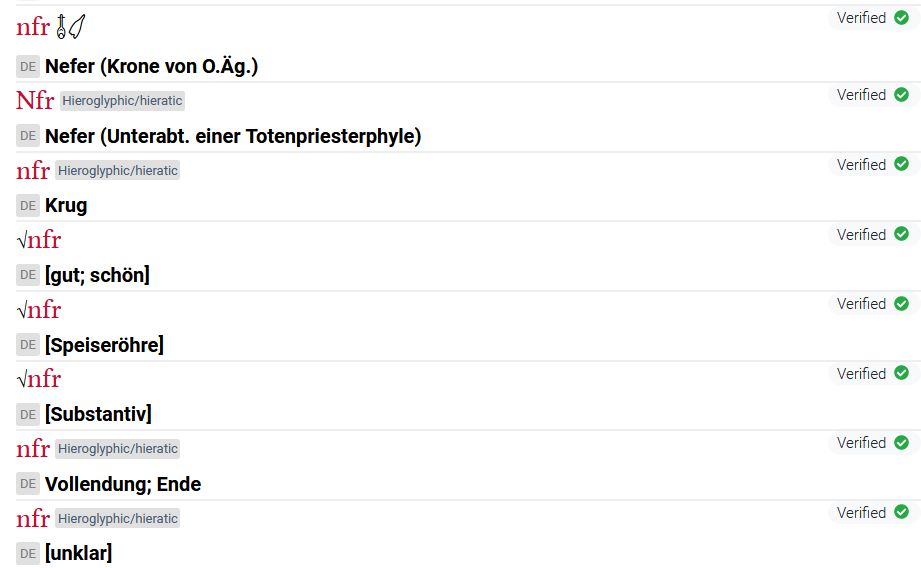 nfr 𓄤𓋑 Verified
DE Nefer (Krone von O.Äg.)
Nfr Hieroglyphic/hieratic Verified
DE Nefer (Unterabt. einer Totenpriesterphyle)
nfr Hieroglyphic/hieratic Verified
DE Krug
√nfr Verified
DE [gut; schön]
√nfr Verified
DE [Speiseröhre]
√nfr Verified
DE [Substantiv]
nfr Hieroglyphic/hieratic Verified
DE Vollendung; Ende
nfr Hieroglyphic/hieratic Verified
DE [unklar]